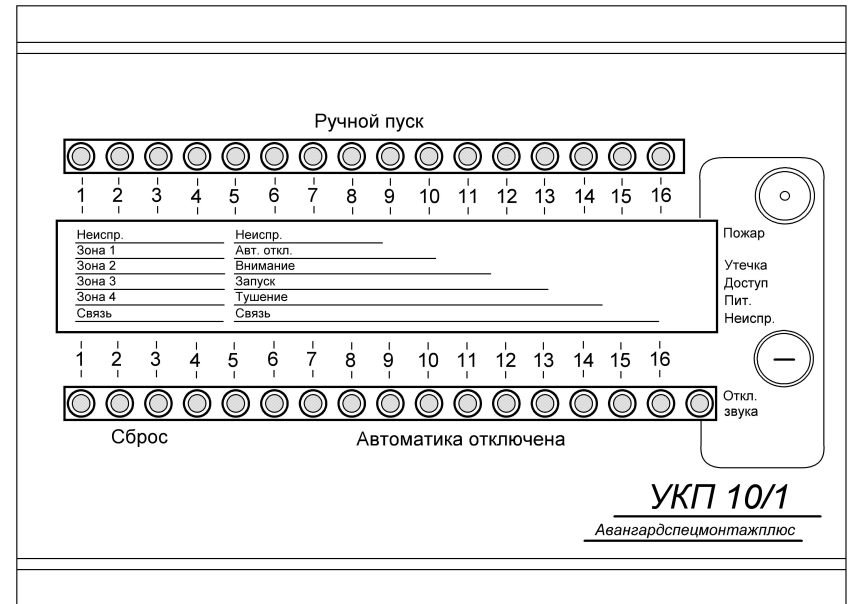 Ручной пуск
1 2 3 4 5 6 7 8 9 10 11 12 13 14 15 16
Неиспр. Неиспр. Пожар
Зона 1 Авт. откл.
Зона 2 Внимание Утечка
Зона 3 Запуск Доступ
Зона 4 Тушение Пит.
Связь Связь Неиспр.
1 2 3 4 5 6 7 8 9 10 11 12 13 14 15 16
Откл.
звука
Сброс Автоматика отключена
УКП 10/1
Авангардспецмонтажплюс